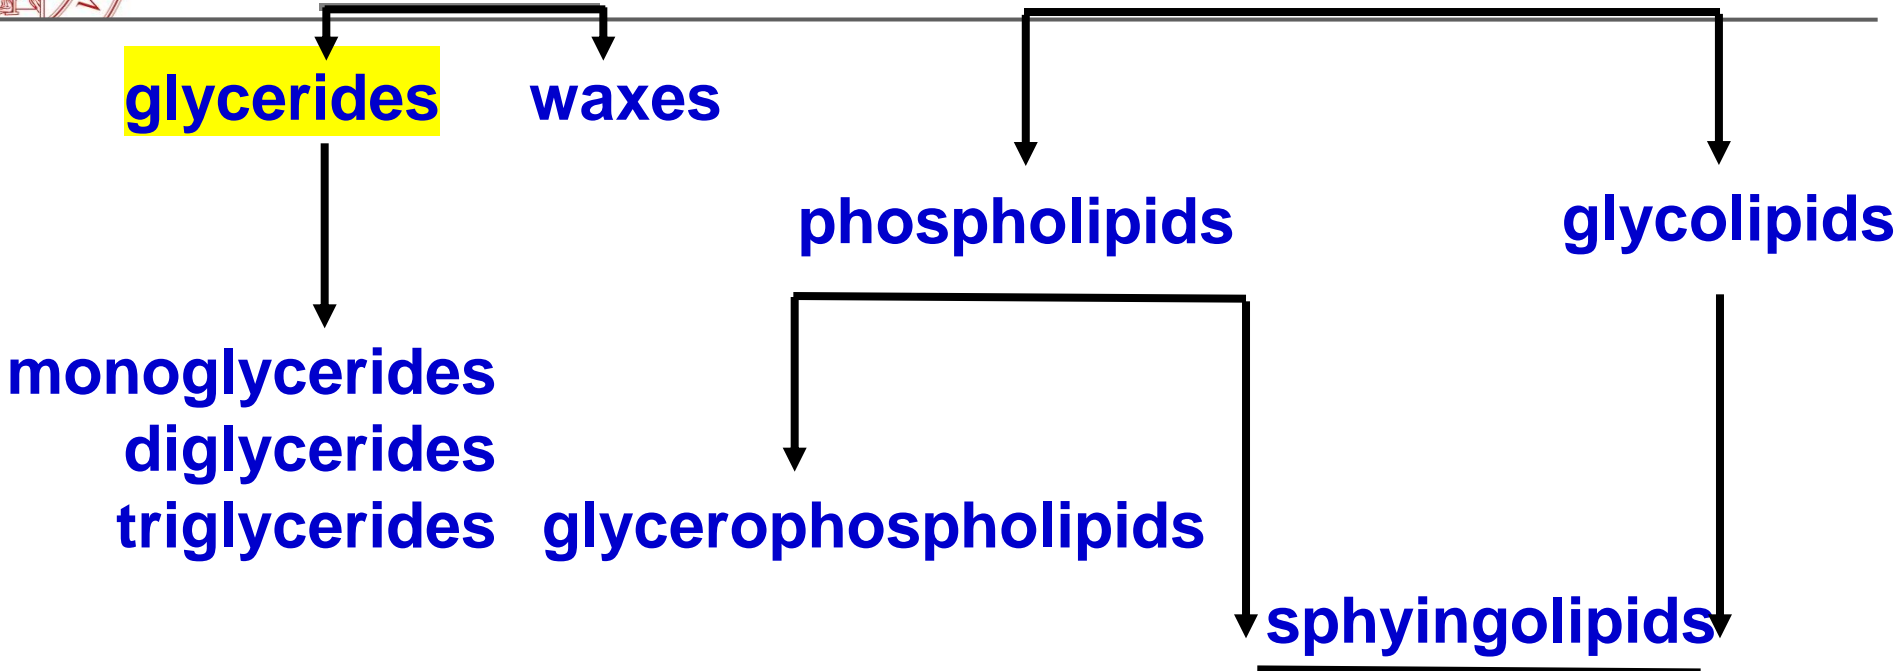 glycerides waxes
phospholipids glycolipids
monoglycerides
diglycerides
triglycerides glycerophospholipids
sphyingolipids